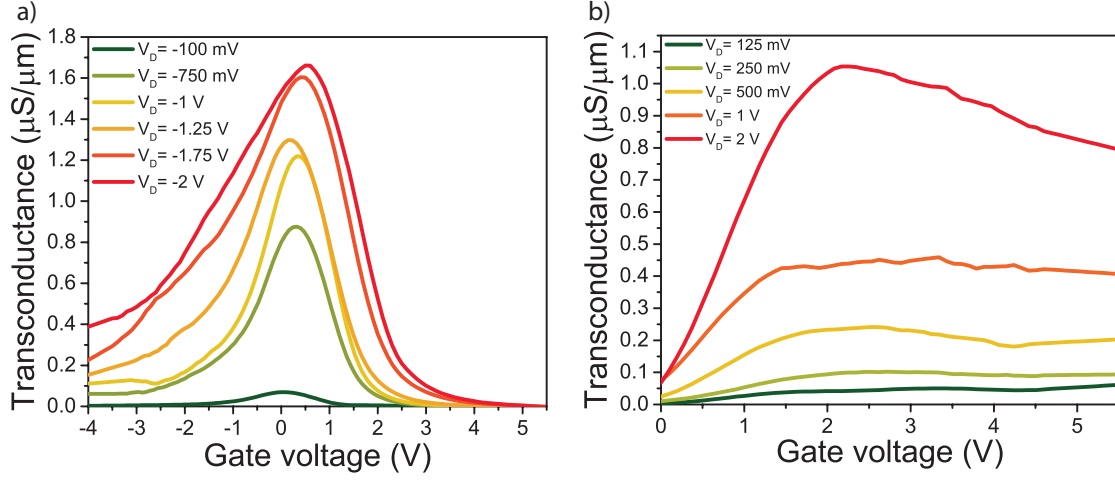 a)
Transconductance (µS/µm)
1.8
1.6
1.4
1.2
1.0
0.8
0.6
0.4
0.2
0.0
V_D= -100 mV
V_D= -750 mV
V_D= -1 V
V_D= -1.25 V
V_D= -1.75 V
V_D= -2 V
-4 -3 -2 -1 0 1 2 3 4 5
Gate voltage (V)
b)
Transconductance (µS/µm)
1.1
1.0
0.9
0.8
0.7
0.6
0.5
0.4
0.3
0.2
0.1
0.0
V_D= 125 mV
V_D= 250 mV
V_D= 500 mV
V_D= 1 V
V_D= 2 V
0 1 2 3 4 5
Gate voltage (V)